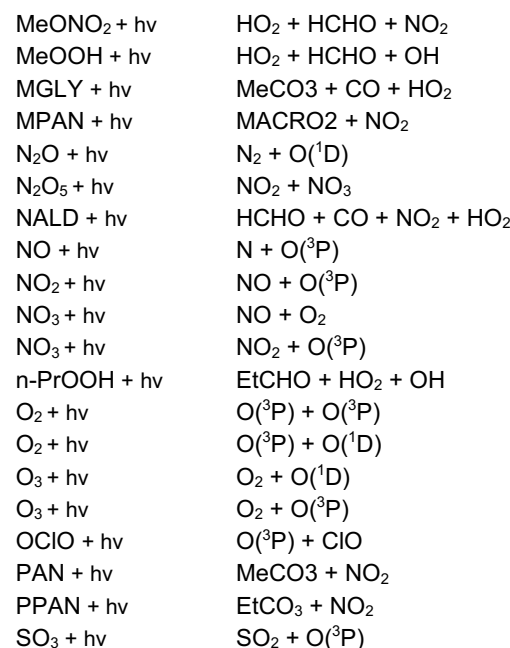 MeONO₂ + hv HO₂ + HCHO + NO₂
MeOOH + hv HO₂ + HCHO + OH
MGLY + hv MeCO3 + CO + HO₂
MPAN + hv MACRO2 + NO₂
N₂O + hv N₂ + O(¹D)
N₂O₅ + hv NO₂ + NO₃
NALD + hv HCHO + CO + NO₂ + HO₂
NO + hv N + O(³P)
NO₂ + hv NO + O(³P)
NO₃ + hv NO + O₂
NO₃ + hv NO₂ + O(³P)
n-PrOOH + hv EtCHO + HO₂ + OH
O₂ + hv O(³P) + O(³P)
O₂ + hv O(³P) + O(¹D)
O₃ + hv O₂ + O(¹D)
O₃ + hv O₂ + O(³P)
OClO + hv O(³P) + ClO
PAN + hv MeCO3 + NO₂
PPAN + hv EtCO₃ + NO₂
SO₃ + hv SO₂ + O(³P)